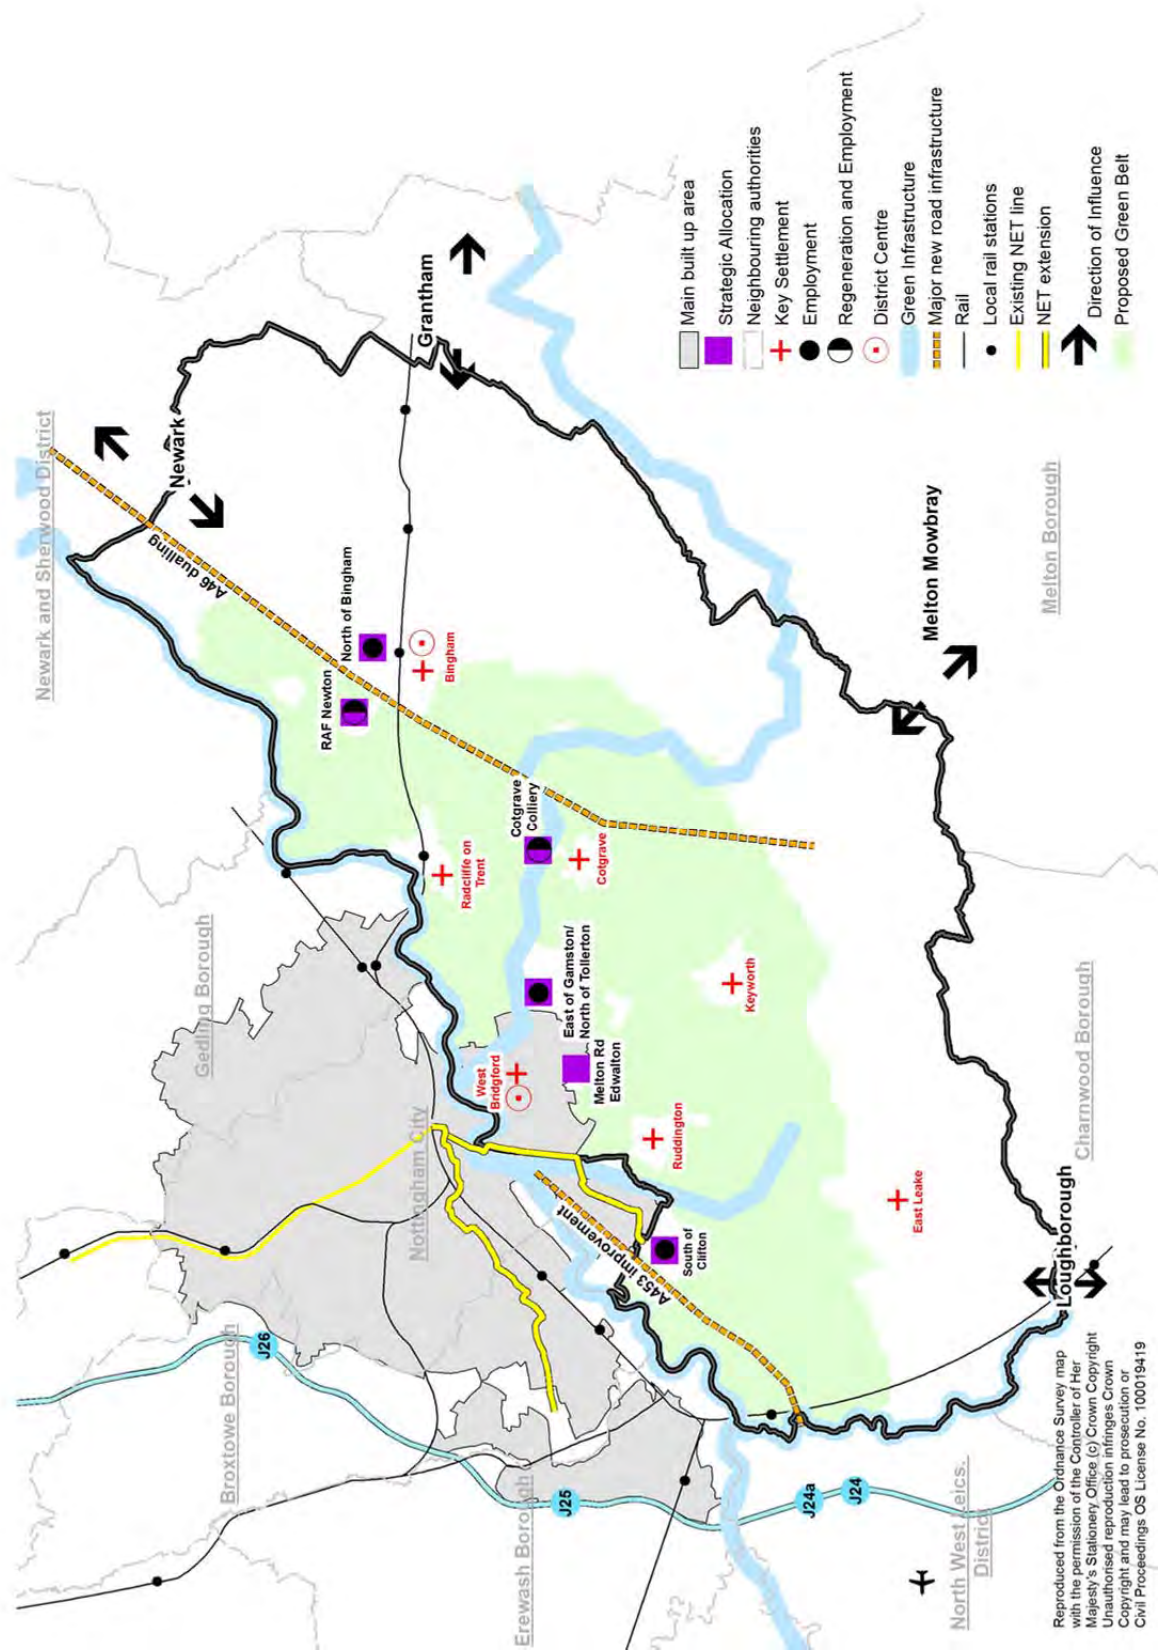 Newark and Sherwood District
Newark
Grantham
A46 dualling
North of Bingham
RAF Newton
Bingham
Gedling Borough
Radcliffe on
Trent
Cotgrave
Colliery
Cotgrave
East of Gamston/
North of Tollerton
Melton Rd
Edwalton
West
Bridgford
Nottingham City
Keyworth
Ruddington
East Leake
South of
Clifton
A453 improvement
Melton Mowbray
Melton Borough
Charnwood Borough
Loughborough
Broxtowe Borough
J26
Erewash Borough
J25
J24a
J24
North West Leics.
District
Main built up area
Strategic Allocation
Neighbouring authorities
Key Settlement
Employment
Regeneration and Employment
District Centre
Green Infrastructure
Major new road infrastructure
Rail
Local rail stations
Existing NET line
NET extension
Direction of Influence
Proposed Green Belt
Reproduced from the Ordnance Survey map
with the permission of the Controller of Her
Majesty's Stationery Office (c) Crown Copyright
Unauthorised reproduction infringes Crown
Copyright and may lead to prosecution or
Civil Proceedings OS License No. 100019419